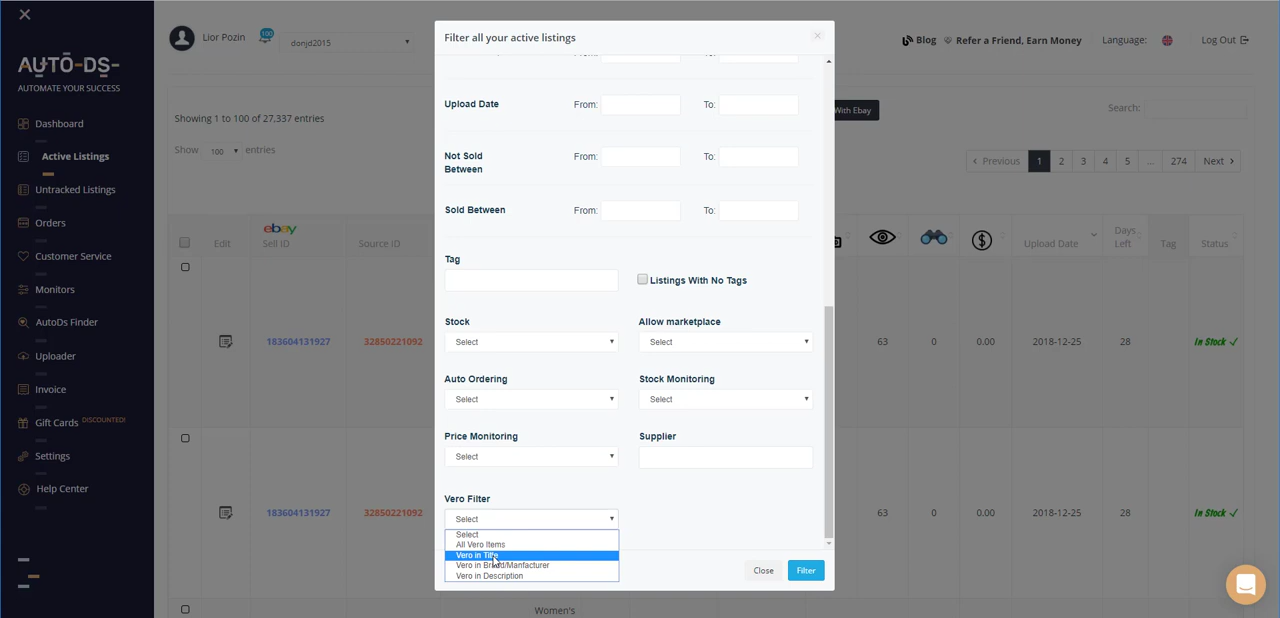 AUTO-DS-
AUTOMATE YOUR SUCCESS
Dashboard
Active Listings
Untracked Listings
Orders
Customer Service
Monitors
AutoDs Finder
Uploader
Invoice
Gift Cards DISCOUNTED!
Settings
Help Center
Lior Pozin
100
donjd2015
Blog
Refer a Friend, Earn Money
Language:
Log Out
Showing 1 to 100 of 27,337 entries
With Ebay
Search:
Show 100 entries
Previous 1 2 3 4 5 ... 274 Next
Edit
ebay
Sell ID
Source ID
Upload Date
Days
Left
Tag
Status
183604131927 32850221092 63 0 0.00 2018-12-25 28 In Stock
183604131927 32850221092 63 0 0.00 2018-12-25 28 In Stock
Women's
Filter all your active listings
Upload Date From: To:
Not Sold
Between From: To:
Sold Between From: To:
Tag
Listings With No Tags
Stock Allow marketplace
Select Select
Auto Ordering Stock Monitoring
Select Select
Price Monitoring Supplier
Select
Vero Filter
Select
Select
All Vero Items
Vero in Title
Vero in Brand/Manfacturer
Vero in Description
Close Filter